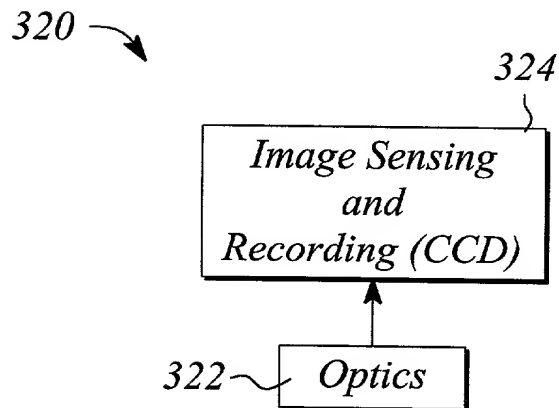 320
324
Image Sensing
and
Recording (CCD)
322
Optics